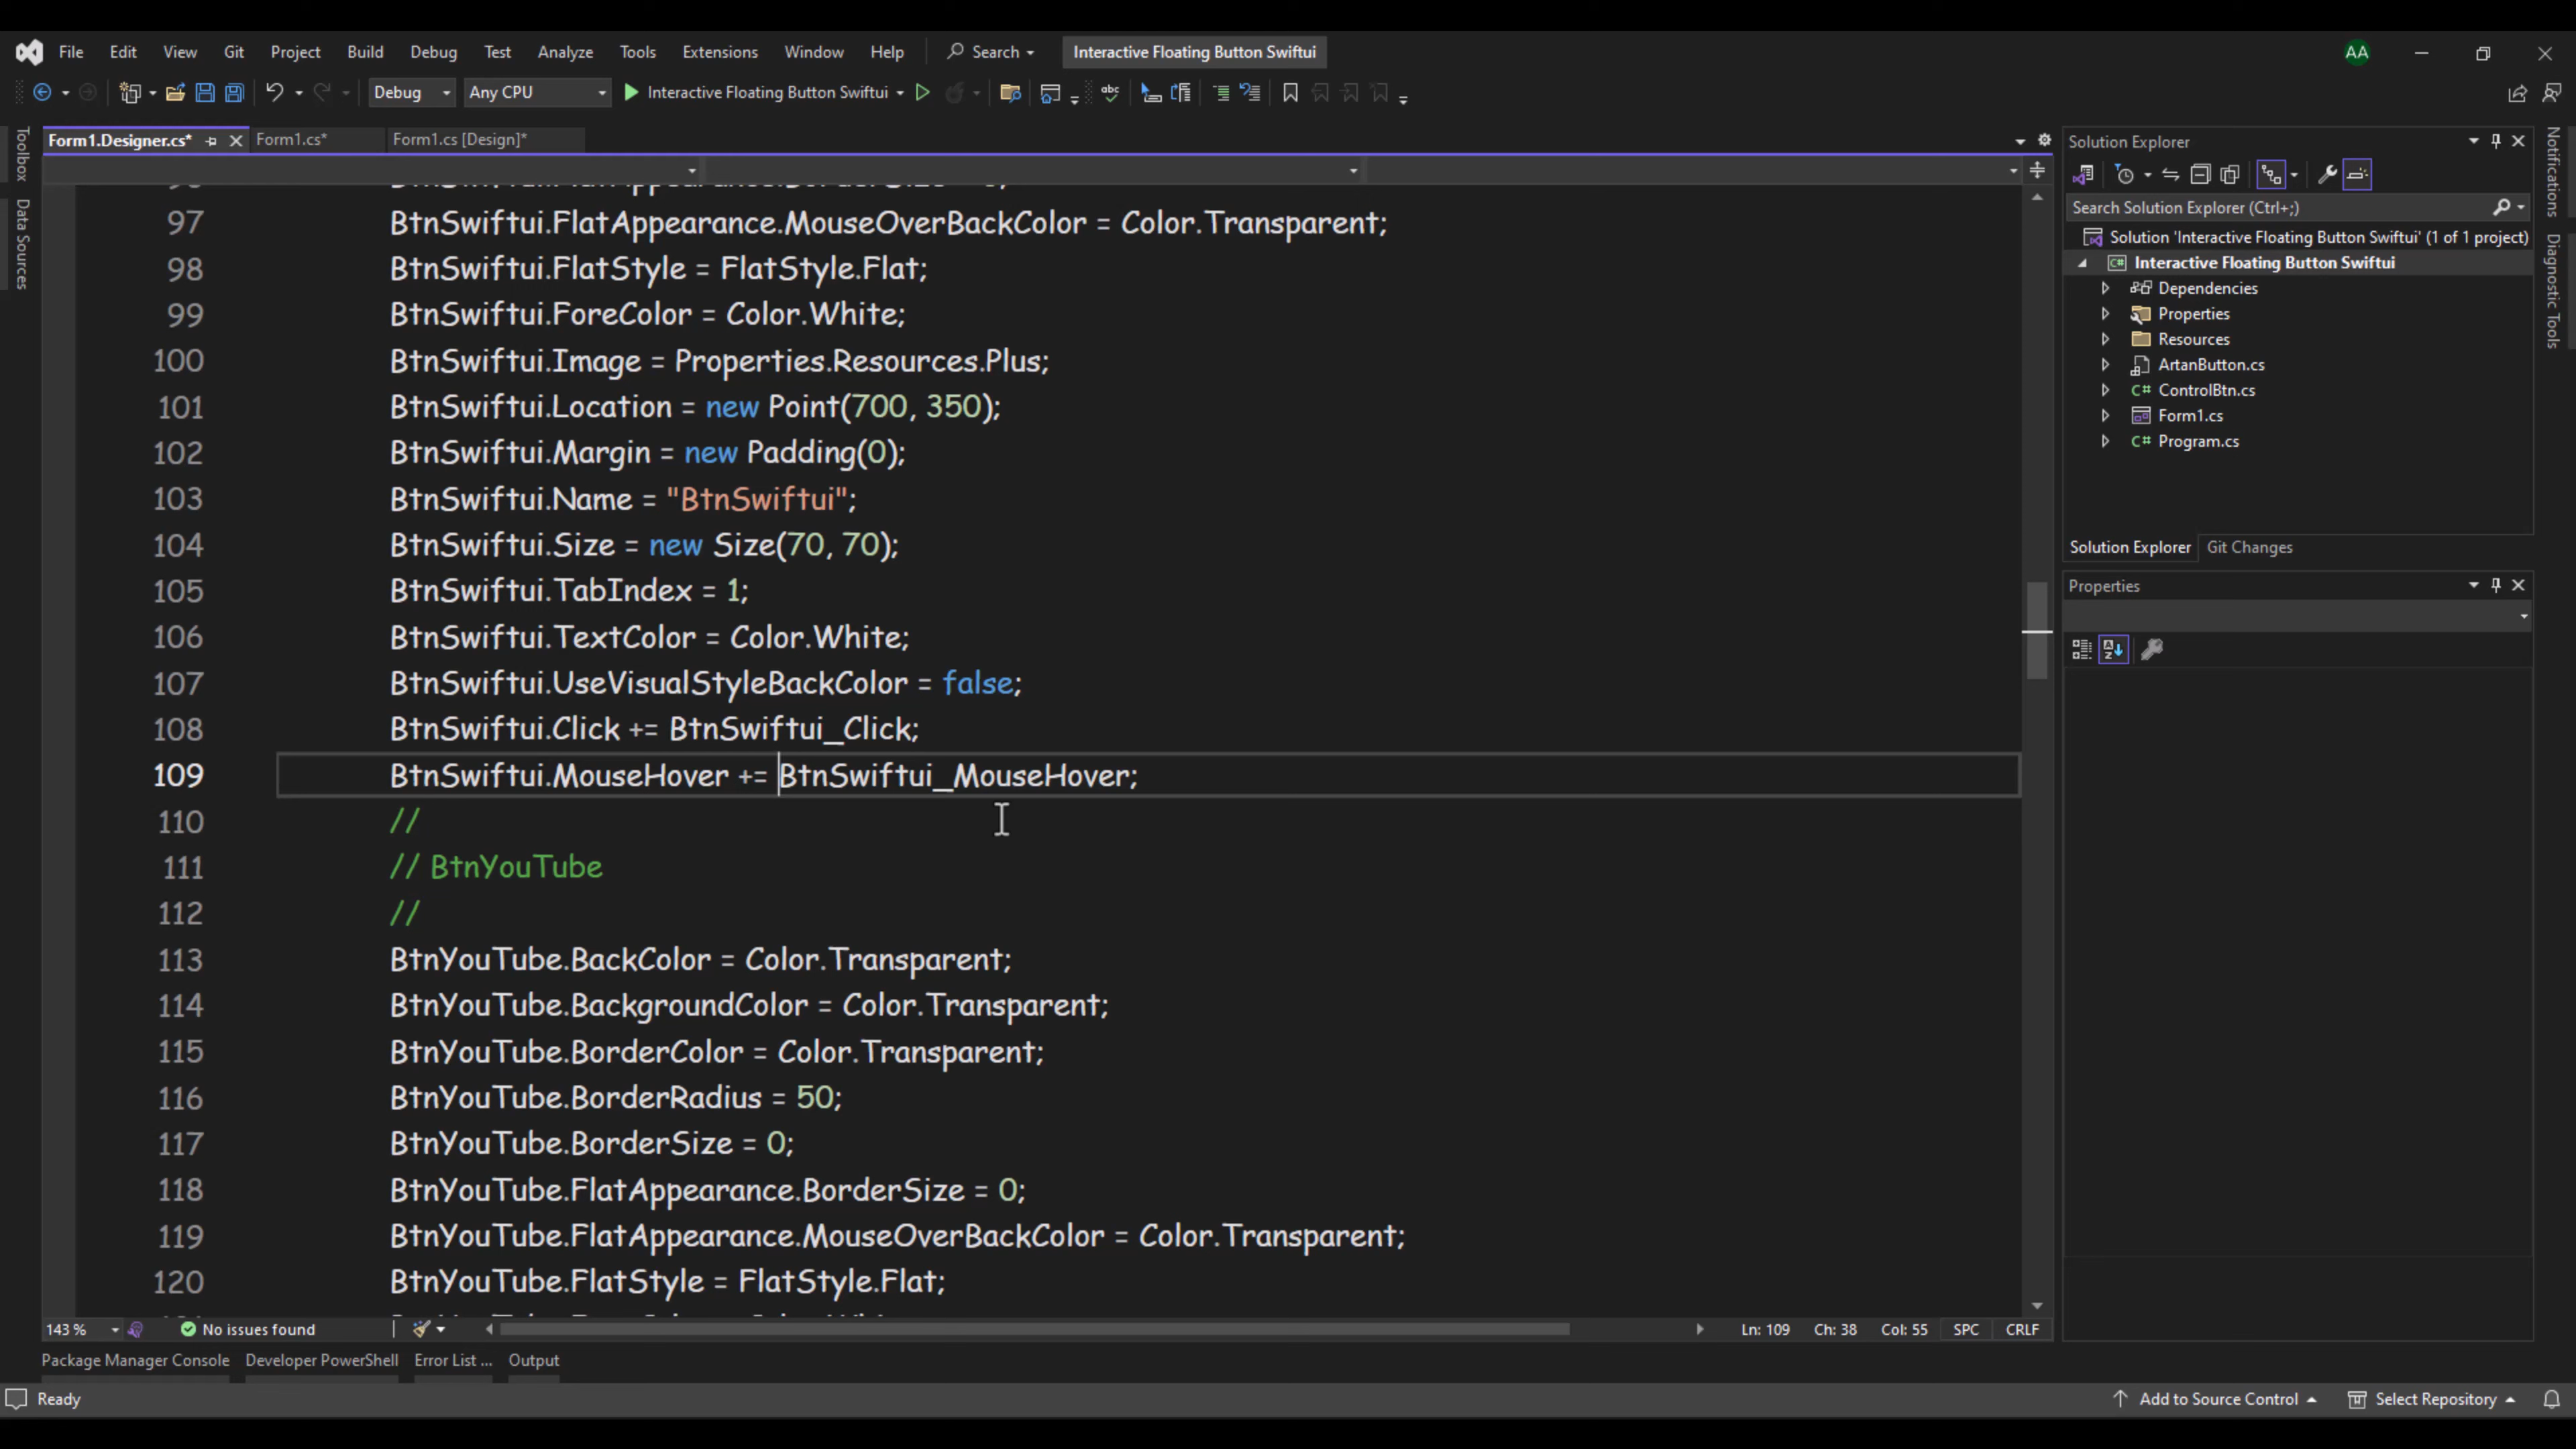 File Edit View Git Project Build Debug Test Analyze Tools Extensions Window Help Search Interactive Floating Button Swiftui AA
Debug Any CPU Interactive Floating Button Swiftui
Form1.Designer.cs* Form1.cs* Form1.cs [Design]*
Toolbox
Data Sources
97 BtnSwiftui.FlatAppearance.MouseOverBackColor = Color.Transparent;
98 BtnSwiftui.FlatStyle = FlatStyle.Flat;
99 BtnSwiftui.ForeColor = Color.White;
100 BtnSwiftui.Image = Properties.Resources.Plus;
101 BtnSwiftui.Location = new Point(700, 350);
102 BtnSwiftui.Margin = new Padding(0);
103 BtnSwiftui.Name = "BtnSwiftui";
104 BtnSwiftui.Size = new Size(70, 70);
105 BtnSwiftui.TabIndex = 1;
106 BtnSwiftui.TextColor = Color.White;
107 BtnSwiftui.UseVisualStyleBackColor = false;
108 BtnSwiftui.Click += BtnSwiftui_Click;
109 BtnSwiftui.MouseHover += BtnSwiftui_MouseHover;
110 //
111 // BtnYouTube
112 //
113 BtnYouTube.BackColor = Color.Transparent;
114 BtnYouTube.BackgroundColor = Color.Transparent;
115 BtnYouTube.BorderColor = Color.Transparent;
116 BtnYouTube.BorderRadius = 50;
117 BtnYouTube.BorderSize = 0;
118 BtnYouTube.FlatAppearance.BorderSize = 0;
119 BtnYouTube.FlatAppearance.MouseOverBackColor = Color.Transparent;
120 BtnYouTube.FlatStyle = FlatStyle.Flat;
143 % No issues found Ln: 109 Ch: 38 Col: 55 SPC CRLF
Package Manager Console Developer PowerShell Error List ... Output
Ready Add to Source Control Select Repository
Solution Explorer
Search Solution Explorer (Ctrl+;)
Solution 'Interactive Floating Button Swiftui' (1 of 1 project)
Interactive Floating Button Swiftui
Dependencies
Properties
Resources
ArtanButton.cs
C# ControlBtn.cs
Form1.cs
C# Program.cs
Solution Explorer Git Changes
Properties
Notifications
Diagnostic Tools